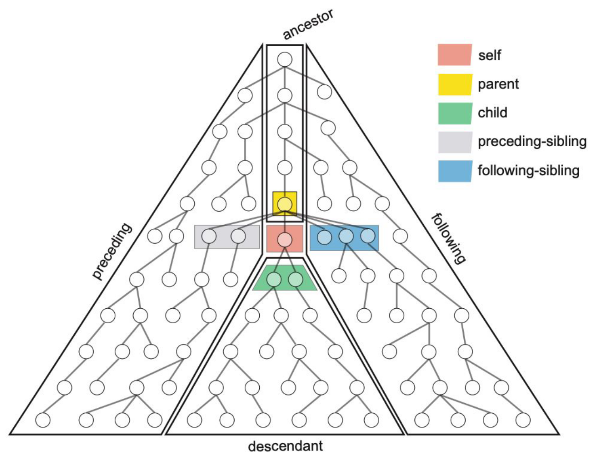 ancestor
self
parent
child
preceding-sibling
following-sibling
preceding
following
descendant